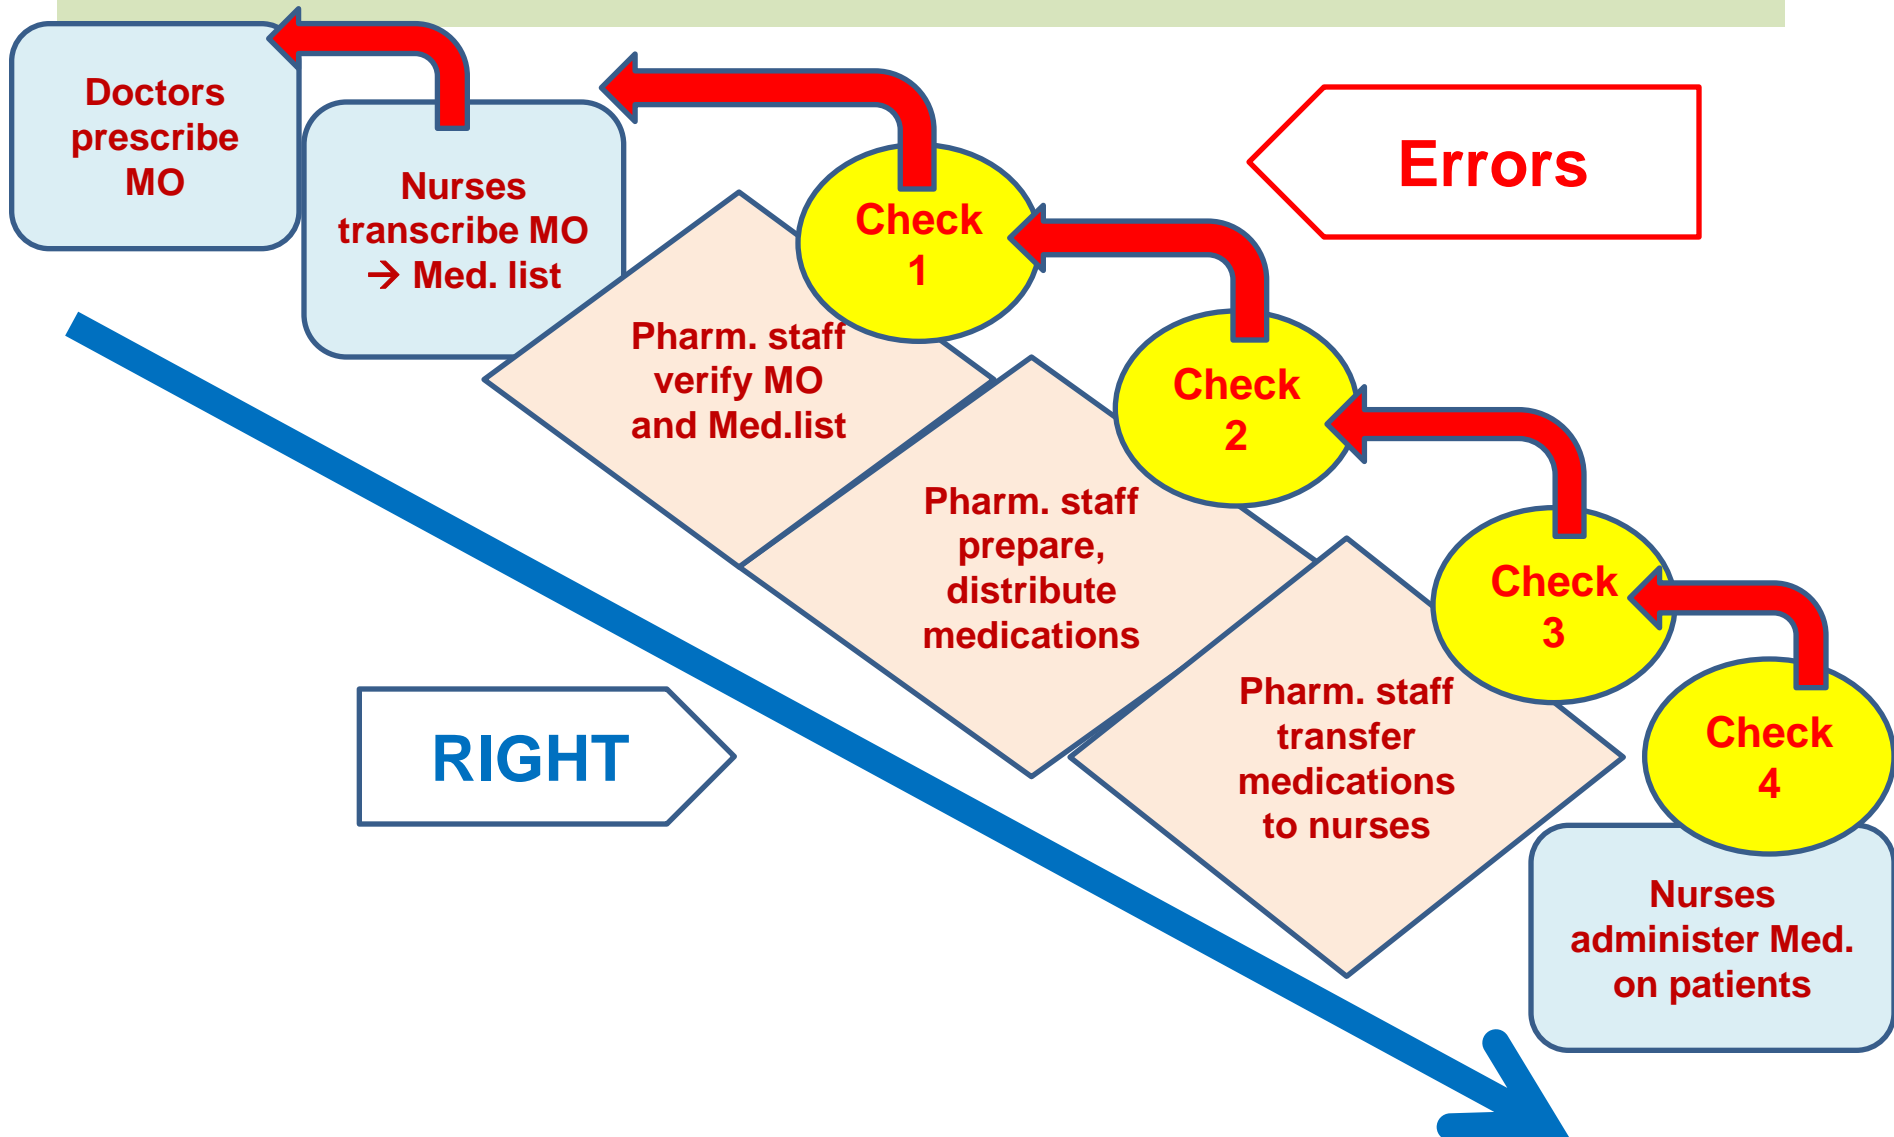 Doctors
prescribe
MO
Nurses
transcribe MO
→ Med. list
Pharm. staff
verify MO
and Med.list
Check
1
Errors
Pharm. staff
prepare,
distribute
medications
Check
2
Pharm. staff
transfer
medications
to nurses
Check
3
Check
4
Nurses
administer Med.
on patients
RIGHT